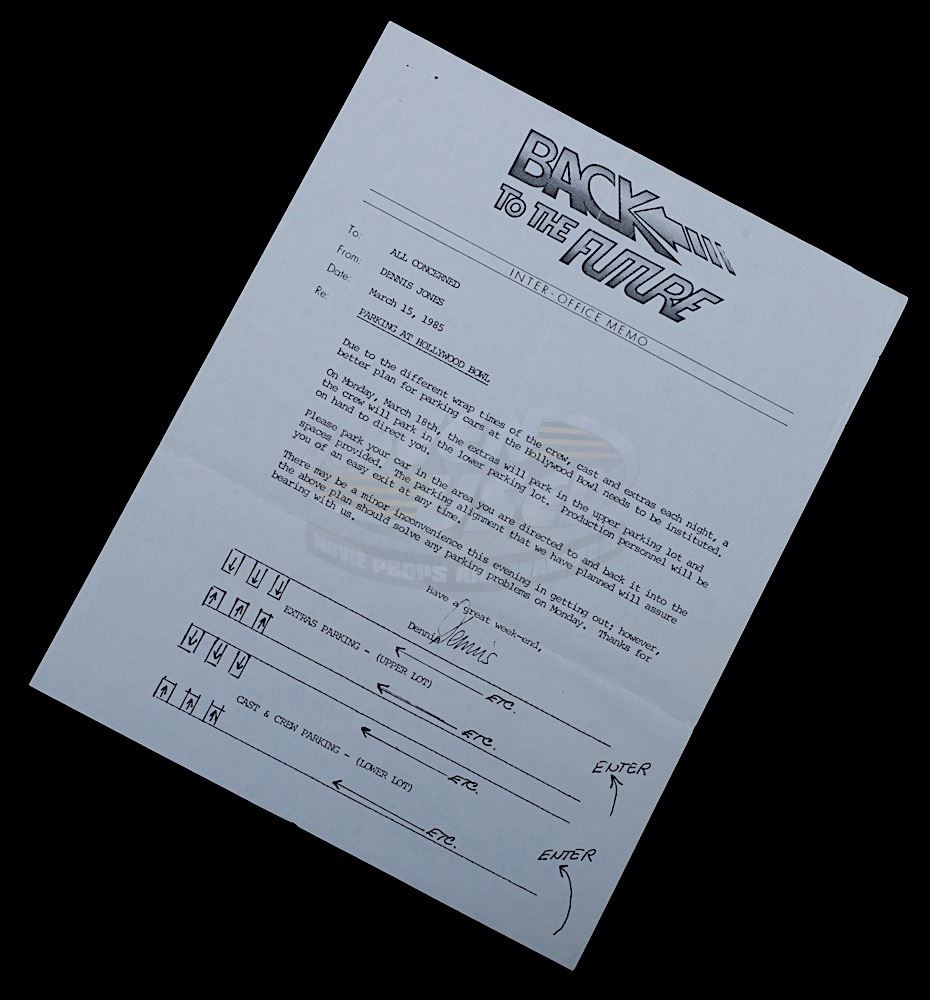 BACK
TO THE FUTURE
INTER-OFFICE MEMO
To: ALL CONCERNED
From: DENNIS JONES
Date: March 15, 1985
Re: PARKING AT HOLLYWOOD BOWL
Due to the different wrap times of the crew, cast and extras each night, a
better plan for parking cars at the Hollywood Bowl needs to be instituted.
On Monday, March 18th, the extras will park in the upper parking lot and
the crew will park in the lower parking lot. Production personnel will be
on hand to direct you.
Please park your car in the area you are directed to and back it into the
spaces provided. The parking alignment that we have planned will assure
you of an easy exit at any time.
There may be a minor inconvenience this evening in getting out; however,
the above plan should solve any parking problems on Monday. Thanks for
bearing with us.
Have a great week-end,
Dennis
Dennis
EXTRAS PARKING - (UPPER LOT)
ETC.
ETC.
ENTER
CAST & CREW PARKING - (LOWER LOT)
ETC.
ETC.
ENTER
MOVIE PROPS